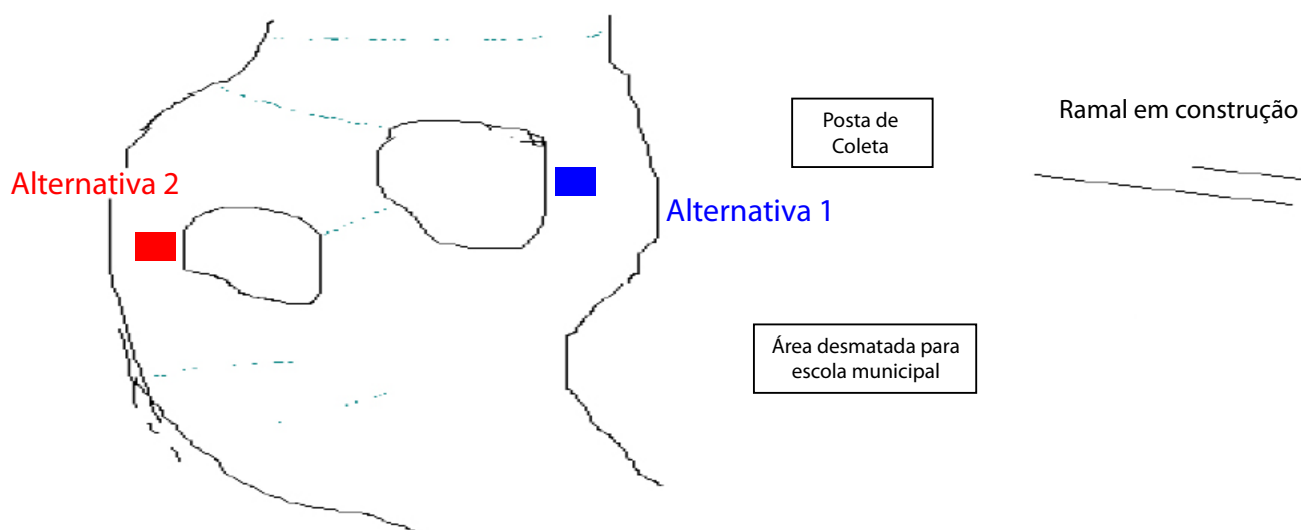 Posta de
Coleta
Ramal em construção
Alternativa 2
Alternativa 1
Área desmatada para
escola municipal